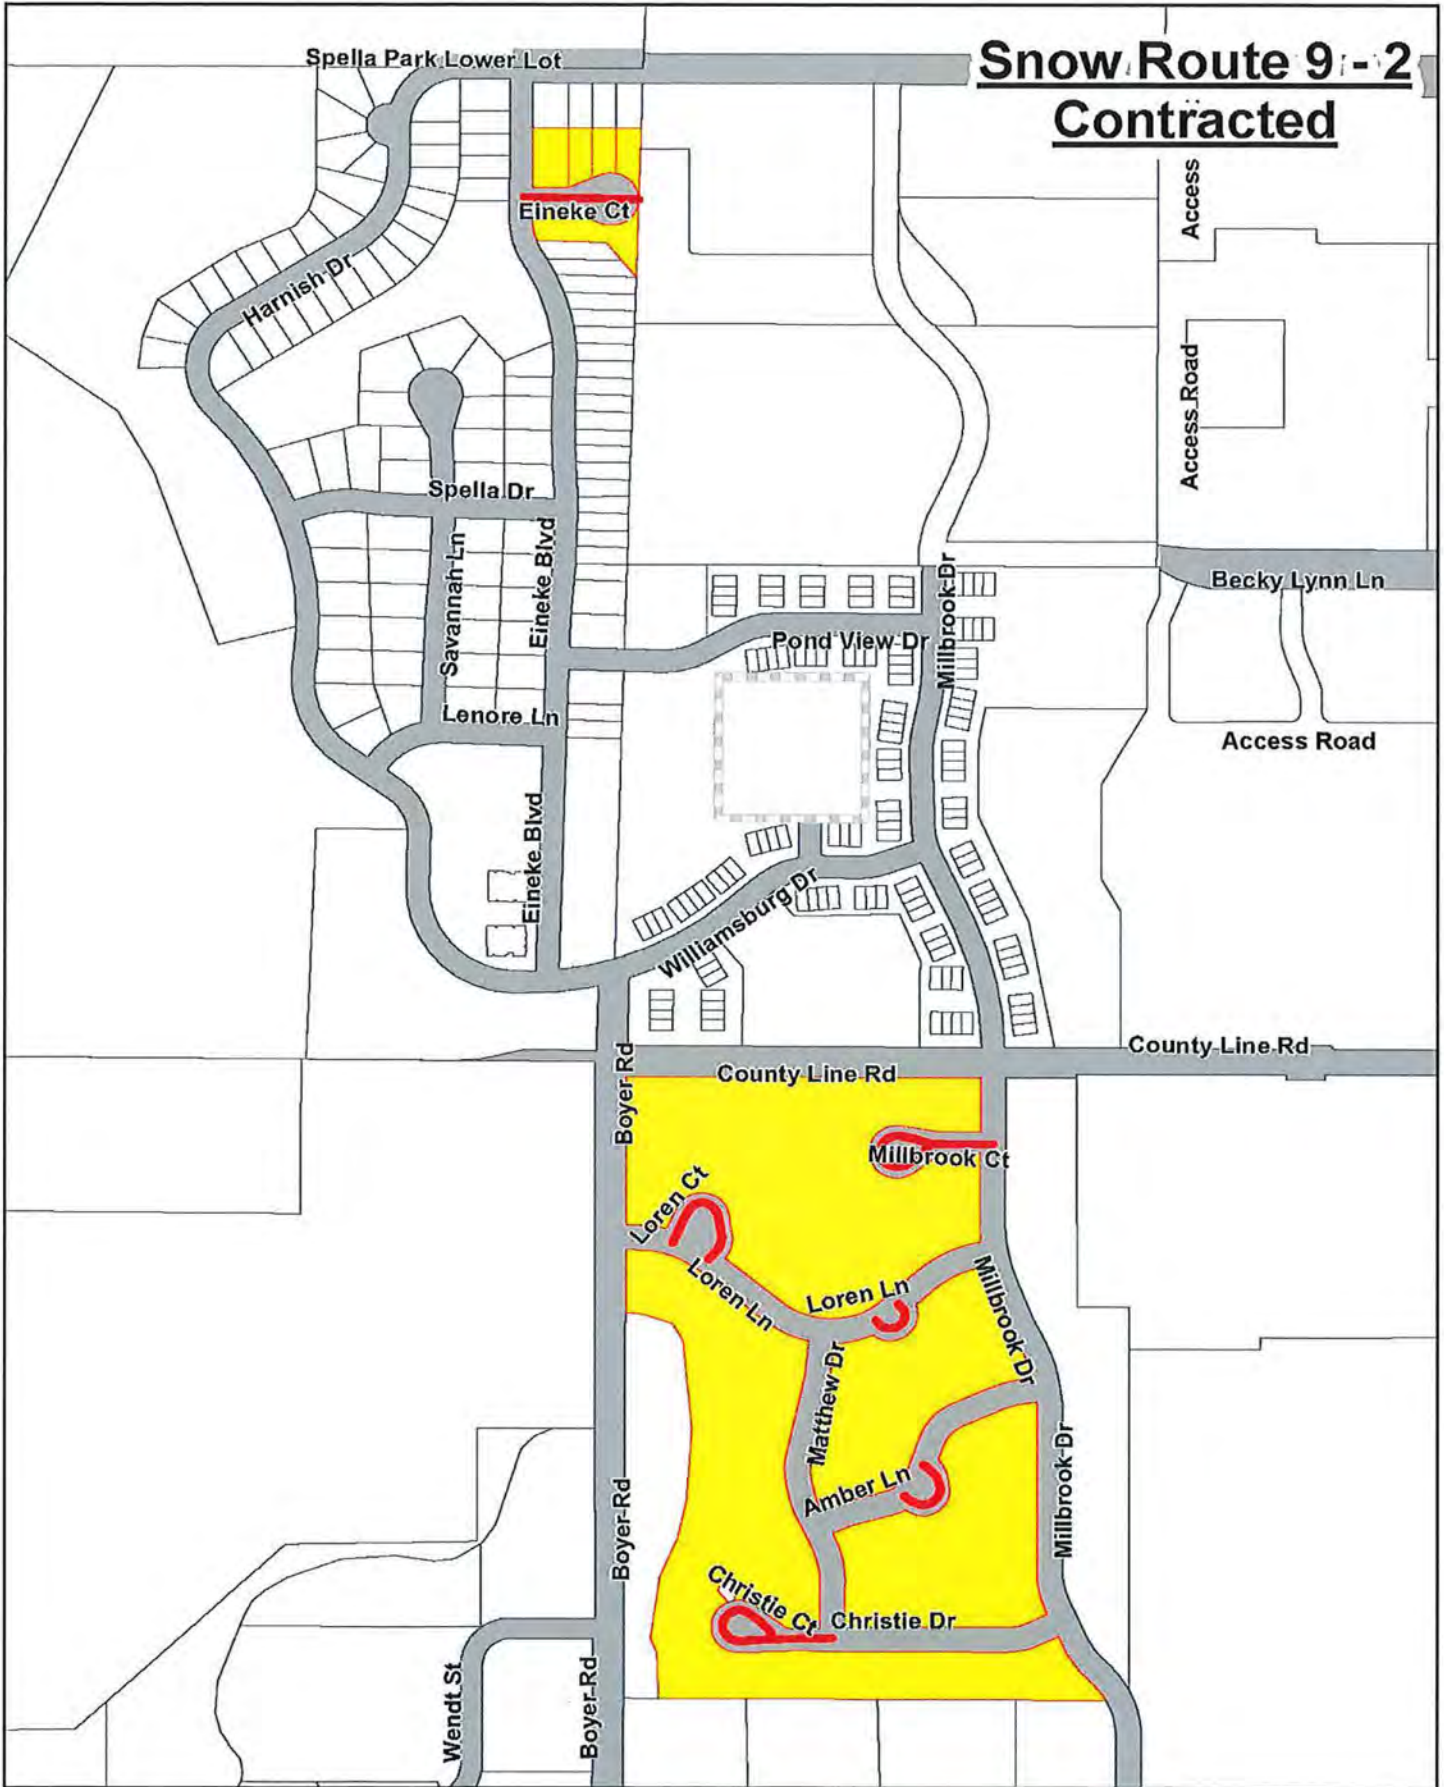 Spella Park Lower Lot
Snow Route 9 - 2
Contracted
Access
Eineke Ct
Harnish Dr
Access Road
Spella Dr
Savannah Ln
Eineke Blvd
Millbrook Dr
Becky Lynn Ln
Pond View Dr
Lenore Ln
Access Road
Eineke Blvd
Williamsburg Dr
County Line Rd
County Line Rd
Boyer Rd
Millbrook Ct
Loren Ct
Loren Ln
Loren Ln
Millbrook Dr
Matthew Dr
Amber Ln
Millbrook Dr
Boyer Rd
Christie Ct
Christie Dr
Wendt St
Boyer Rd